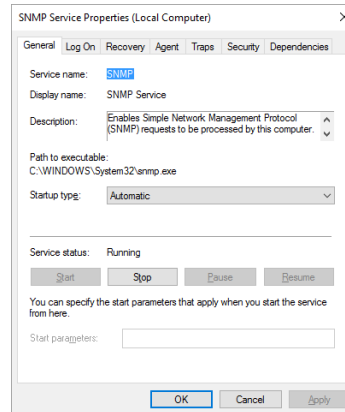 SNMP Service Properties (Local Computer)
General Log On Recovery Agent Traps Security Dependencies
Service name: SNMP
Display name: SNMP Service
Description: Enables Simple Network Management Protocol
(SNMP) requests to be processed by this computer.
Path to executable:
C:\WINDOWS\System32\snmp.exe
Startup type: Automatic
Service status: Running
Start Stop Pause Resume
You can specify the start parameters that apply when you start the service
from here.
Start parameters:
OK Cancel Apply